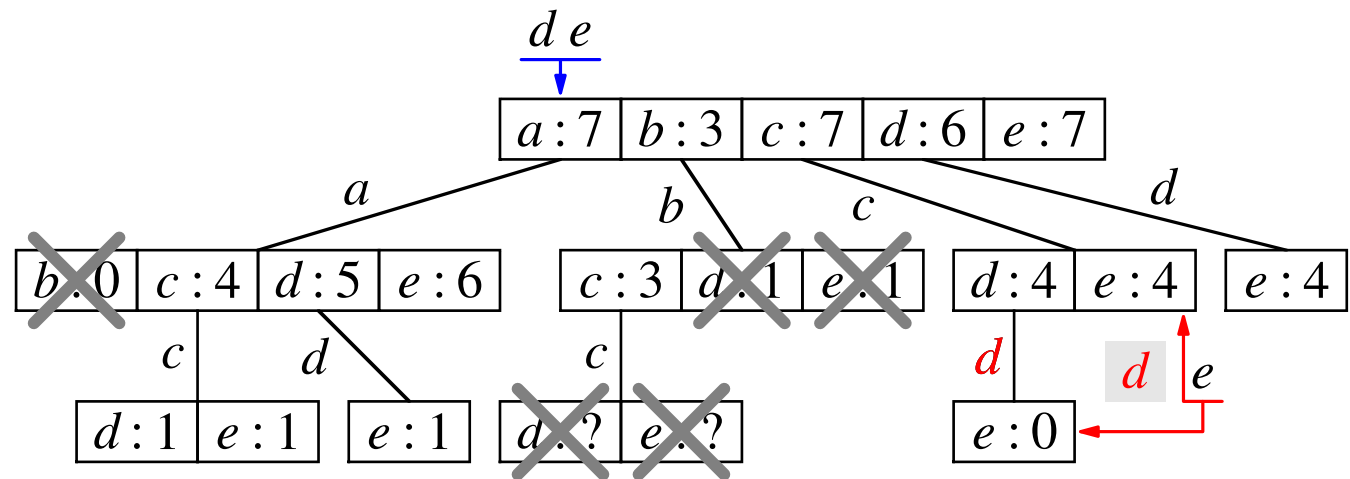 d e
a : 7 b : 3 c : 7 d : 6 e : 7
a b c d
b : 0 c : 4 d : 5 e : 6 c : 3 d : 1 e : 1 d : 4 e : 4 e : 4
c d c d d e
d : 1 e : 1 e : 1 d : ? e : ? e : 0